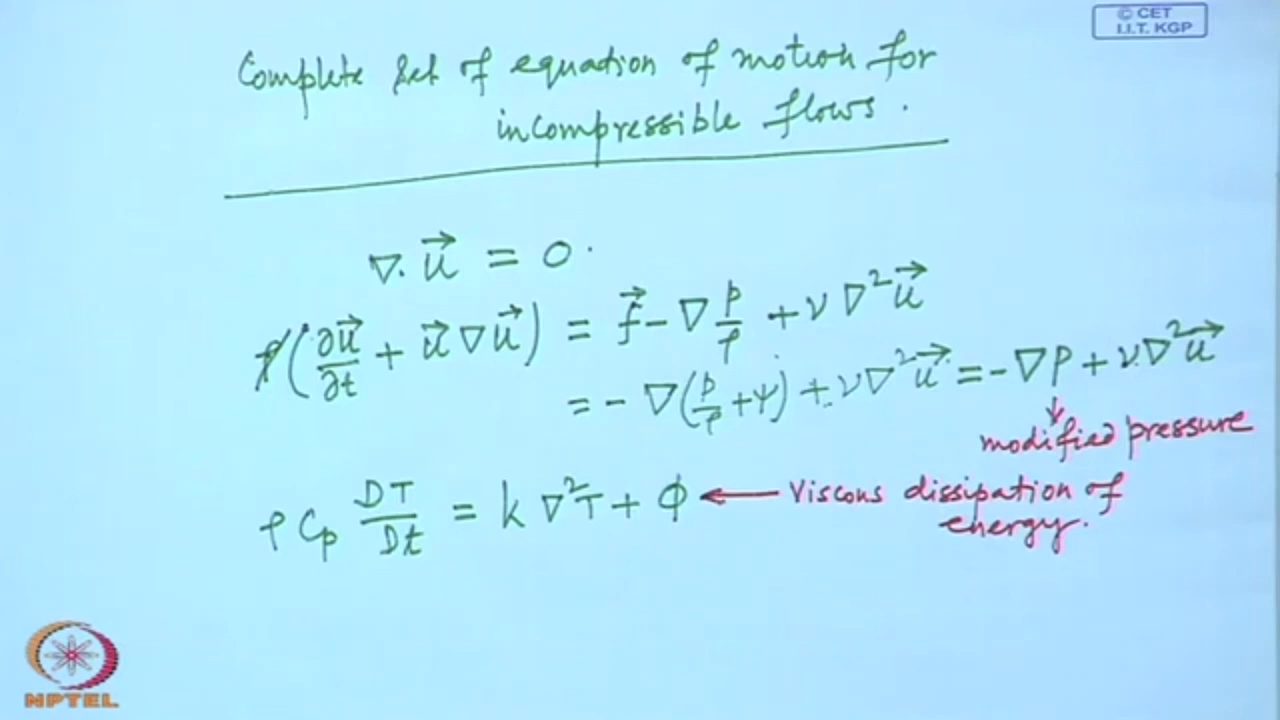 © CET
I.I.T. KGP
Complete set of equation of motion for
incompressible flows.
∇. u⃗ = 0.
ρ(∂u⃗/∂t + u⃗∇u⃗) = f⃗ - ∇ p/ρ + ν∇²u⃗
= - ∇(p/ρ + ψ) + ν∇²u⃗ = -∇P + ν∇²u⃗
modified pressure
ρ Cp DT/Dt = k∇²T + Φ ← Viscous dissipation of
energy.
NPTEL